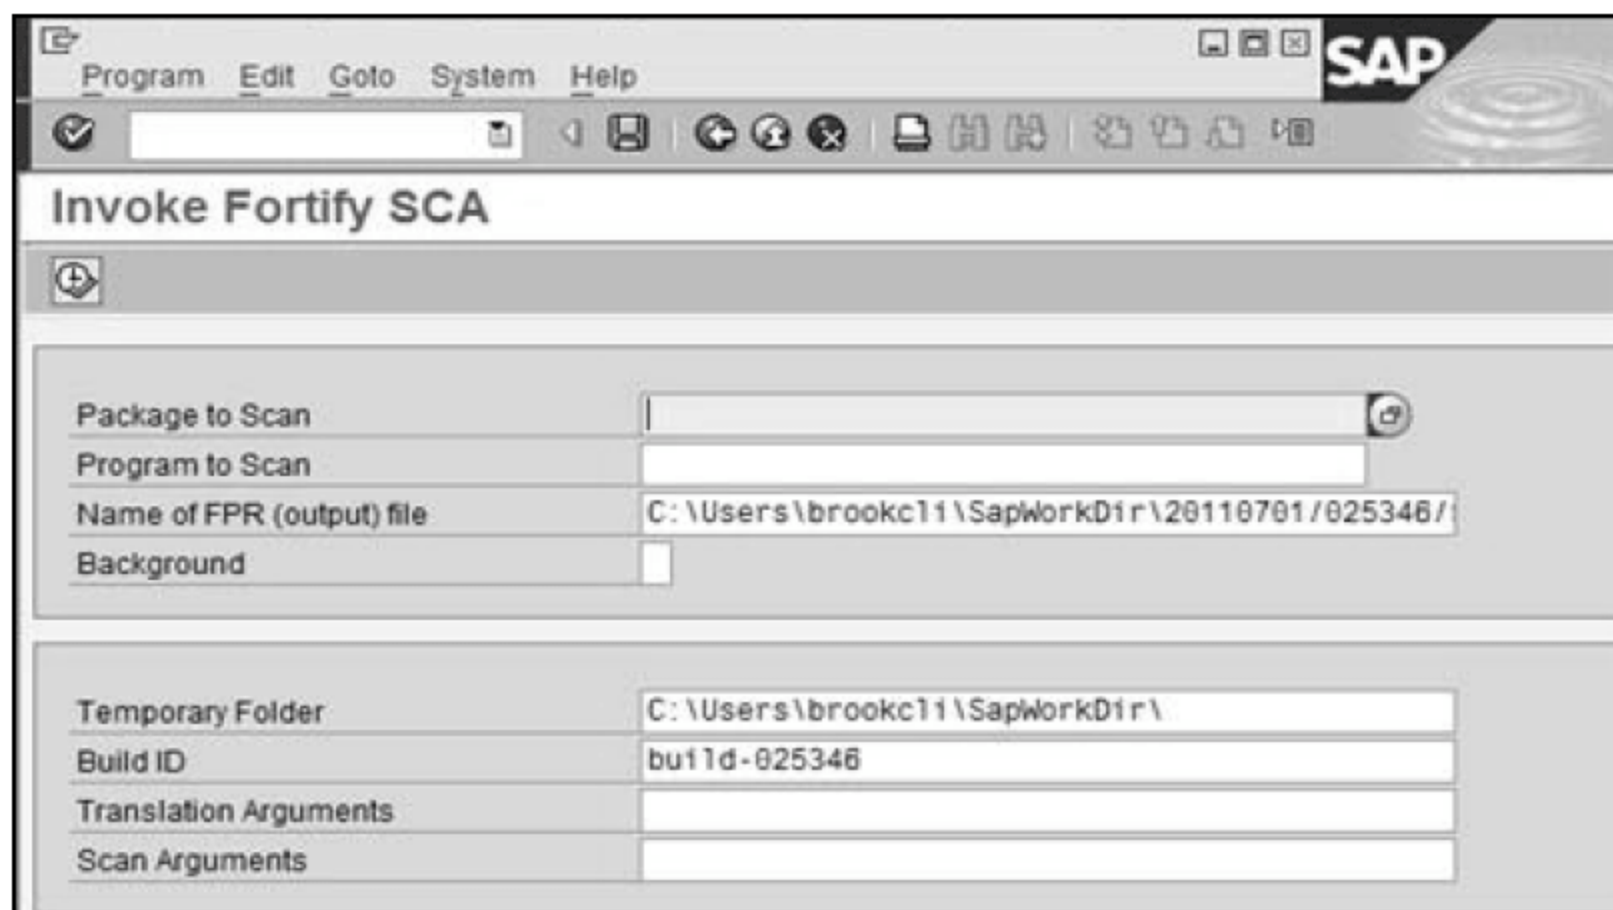 SAP
Program Edit Goto System Help
Invoke Fortify SCA
Package to Scan
Program to Scan
Name of FPR (output) file C:\Users\brookcli\SapWorkDir\20110701/025346/
Background
Temporary Folder C:\Users\brookcli\SapWorkDir\
Build ID build-025346
Translation Arguments
Scan Arguments